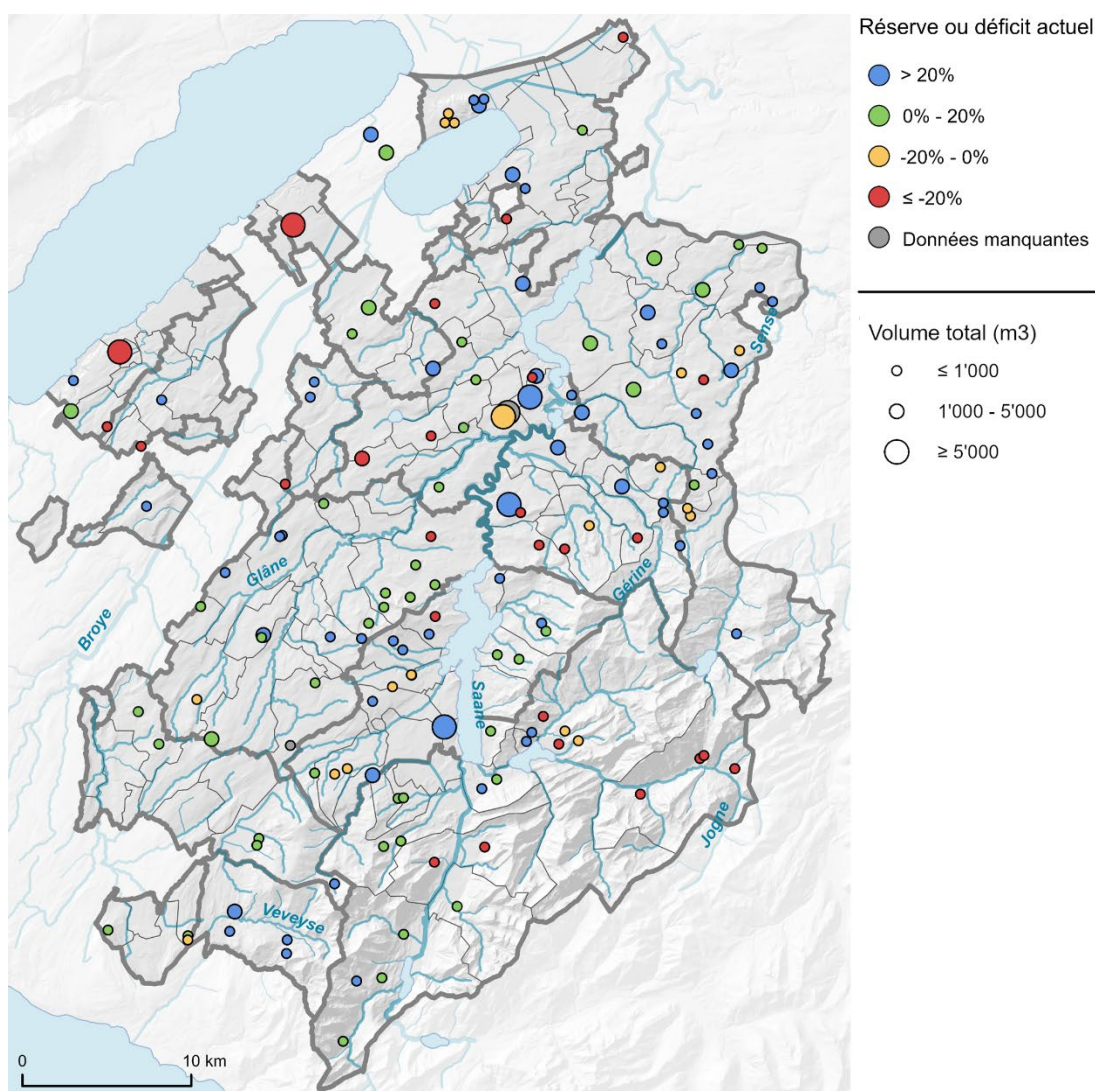 Réserve ou déficit actuel
> 20%
0% - 20%
-20% - 0%
≤ -20%
Données manquantes
Volume total (m3)
≤ 1'000
1'000 - 5'000
≥ 5'000
Sense
Glâne
Gérine
Broye
Sarine
Jogne
Veveyse
0 10 km